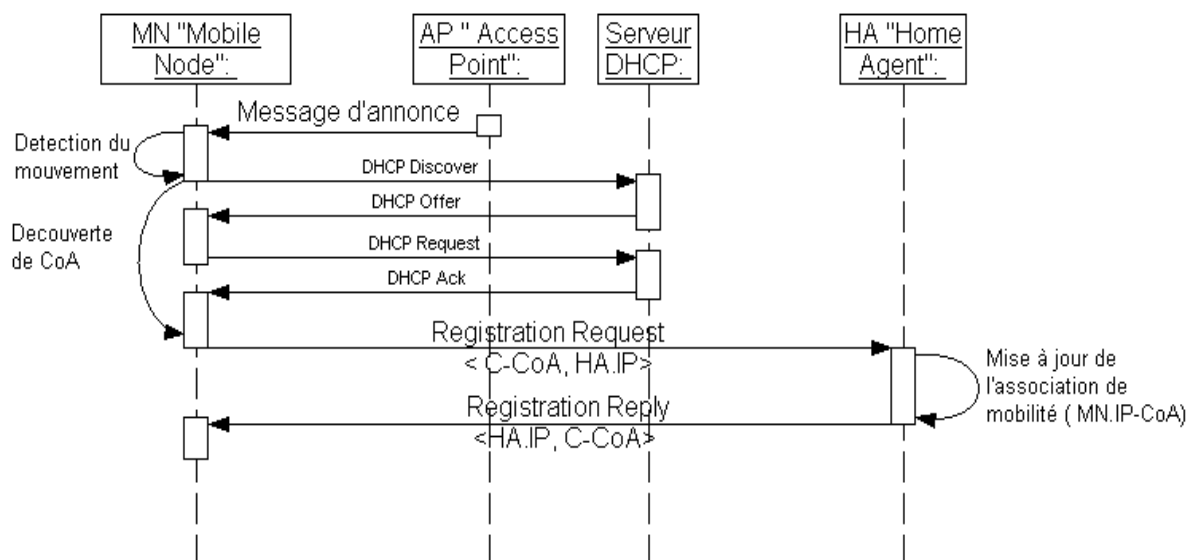 MN "Mobile
Node":
AP " Access
Point":
Serveur
DHCP:
HA "Home
Agent":
Message d'annonce
Detection du
mouvement
DHCP Discover
DHCP Offer
Decouverte
de CoA
DHCP Request
DHCP Ack
Registration Request
< C-CoA, HA.IP>
Mise à jour de
l'association de
mobilité ( MN.IP-CoA)
Registration Reply
<HA.IP, C-CoA>